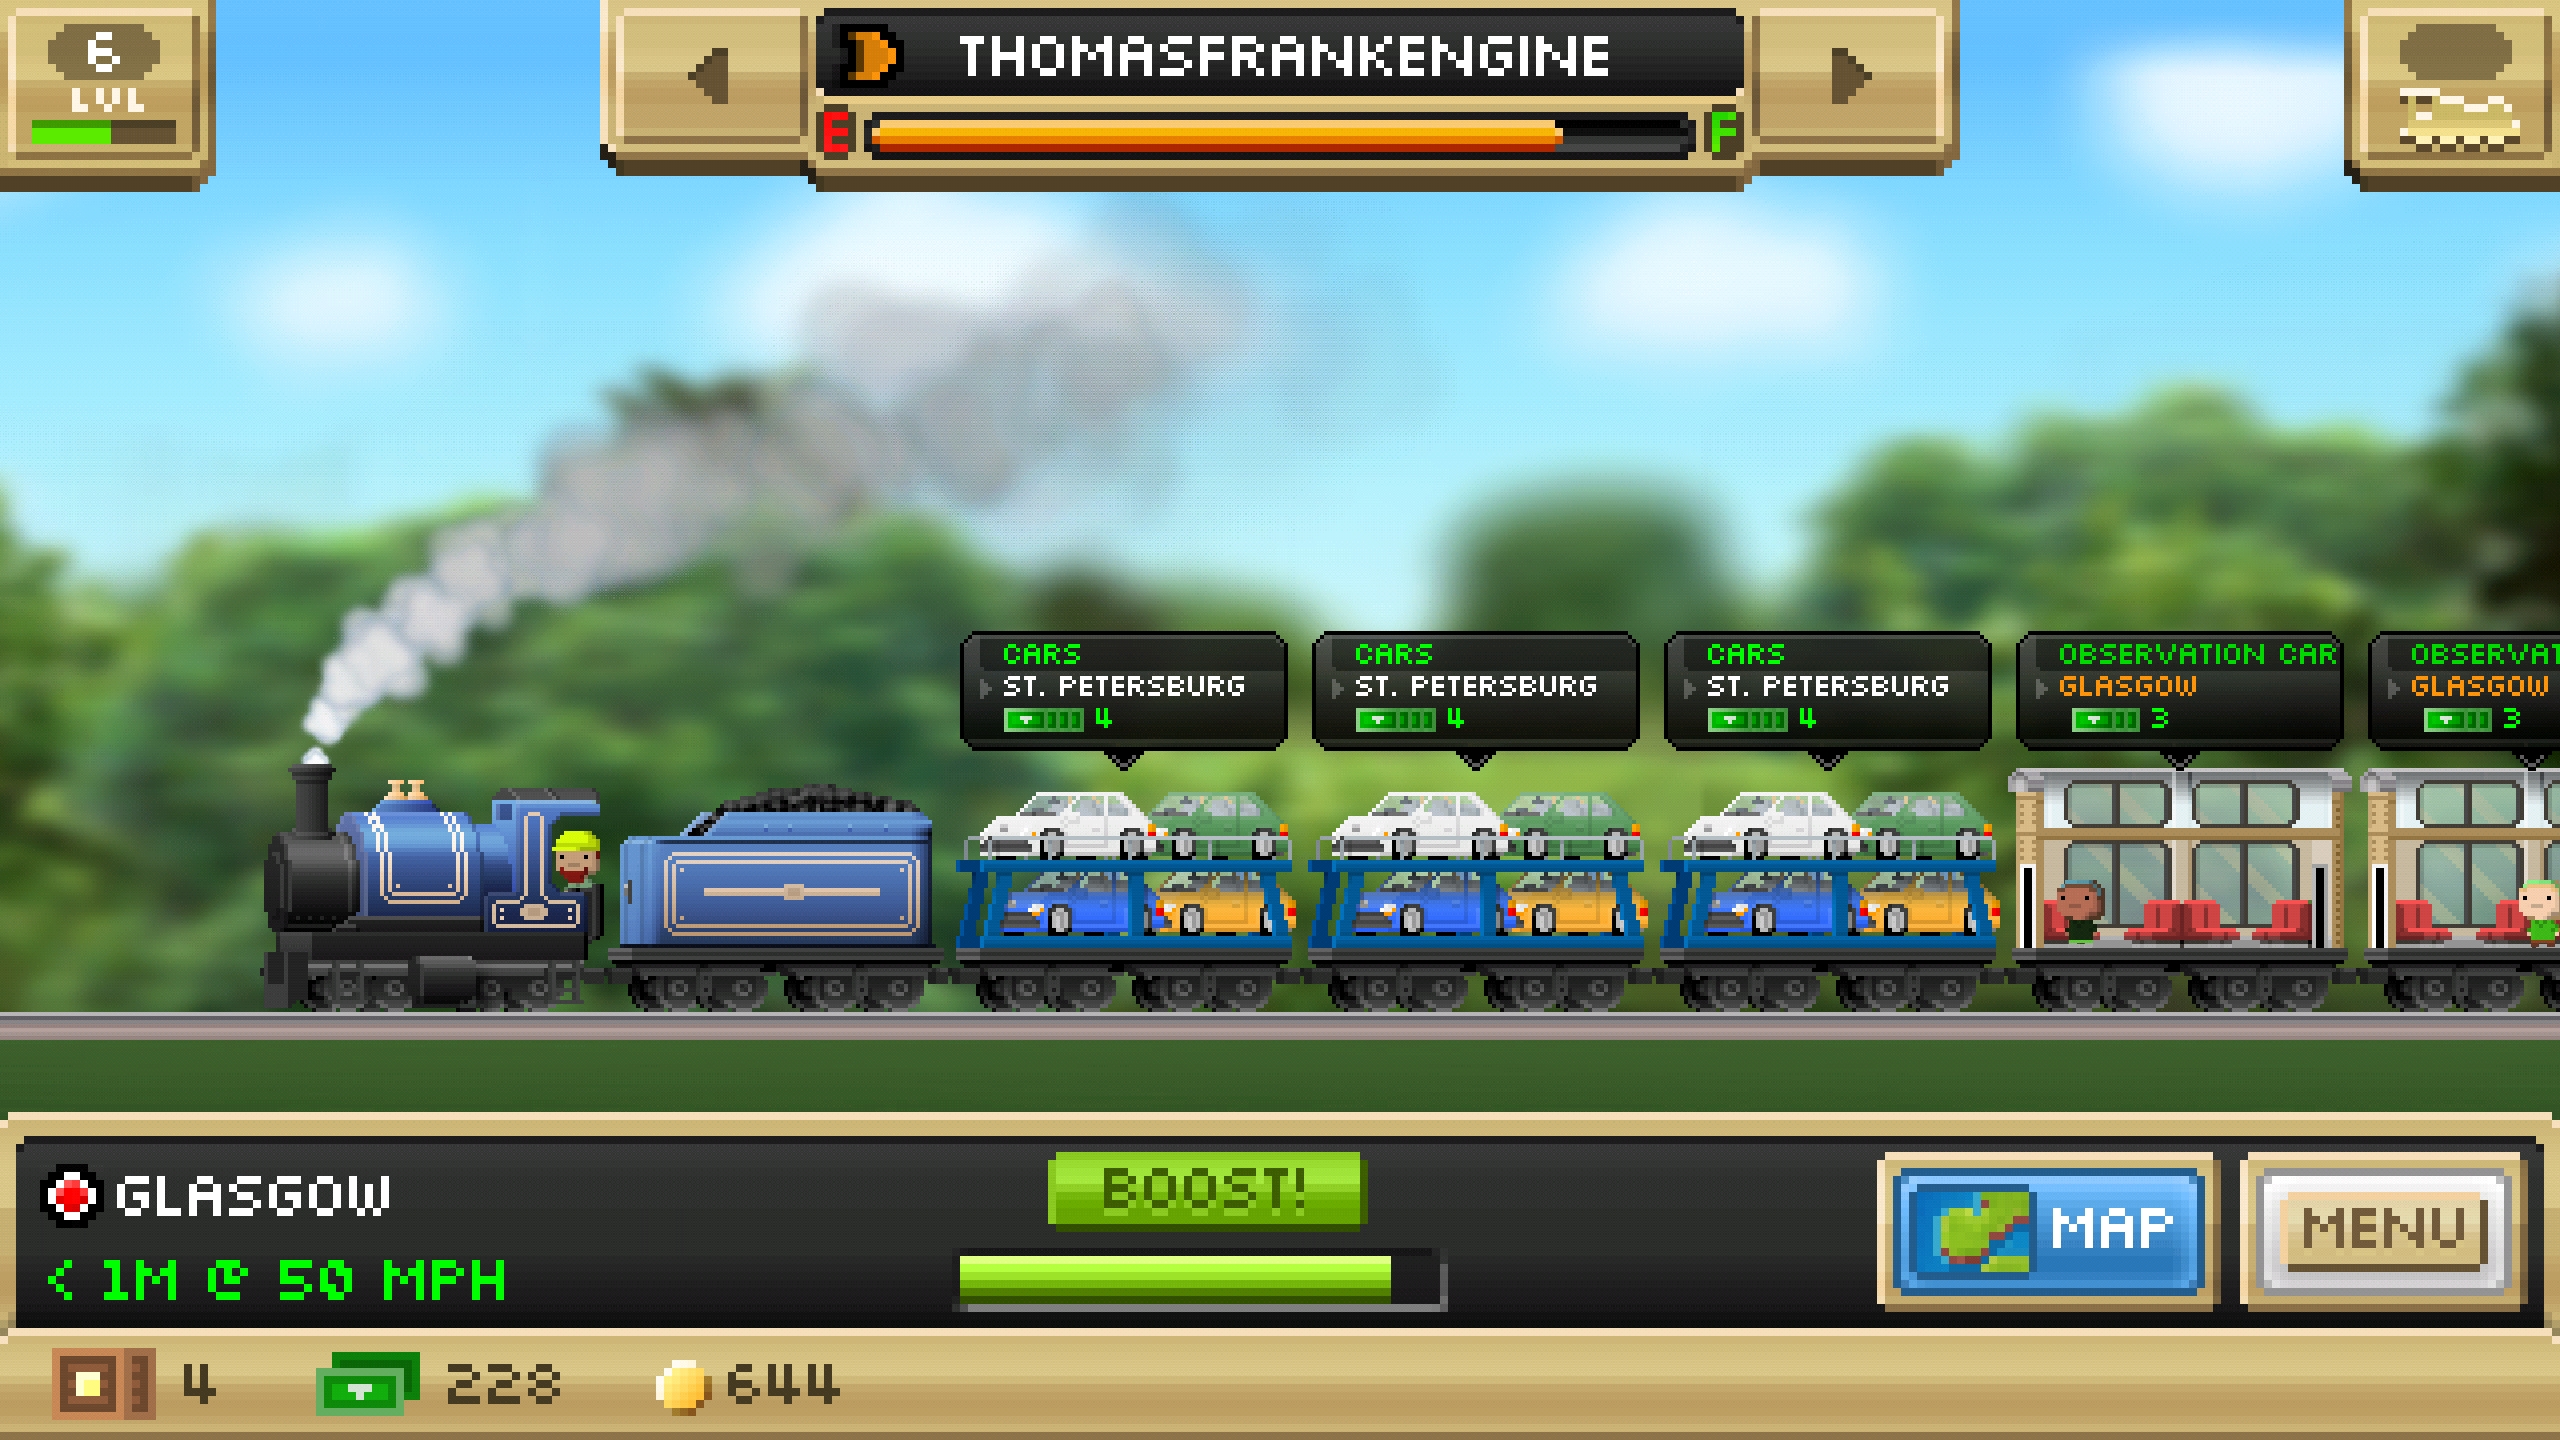 6
LVL
THOMASFRANKENGINE
E
F
CARS
ST. PETERSBURG
4
CARS
ST. PETERSBURG
4
CARS
ST. PETERSBURG
4
OBSERVATION CAR
GLASGOW
3
OBSERVAT
GLASGOW
3
GLASGOW
< 1M @ 50 MPH
BOOST!
MAP
MENU
4
228
644